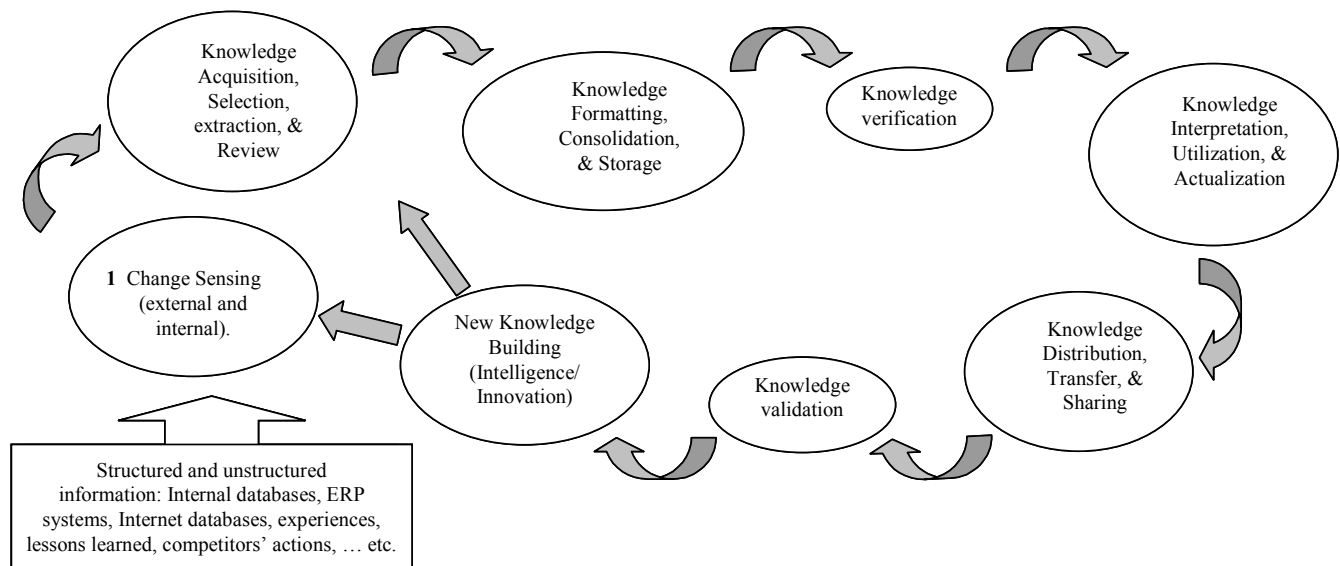 Knowledge
Acquisition,
Selection,
extraction, &
Review
Knowledge
Formatting,
Consolidation,
& Storage
Knowledge
verification
Knowledge
Interpretation,
Utilization, &
Actualization
1 Change Sensing
(external and
internal).
New Knowledge
Building
(Intelligence/
Innovation)
Knowledge
validation
Knowledge
Distribution,
Transfer, &
Sharing
Structured and unstructured
information: Internal databases, ERP
systems, Internet databases, experiences,
lessons learned, competitors’ actions, … etc.